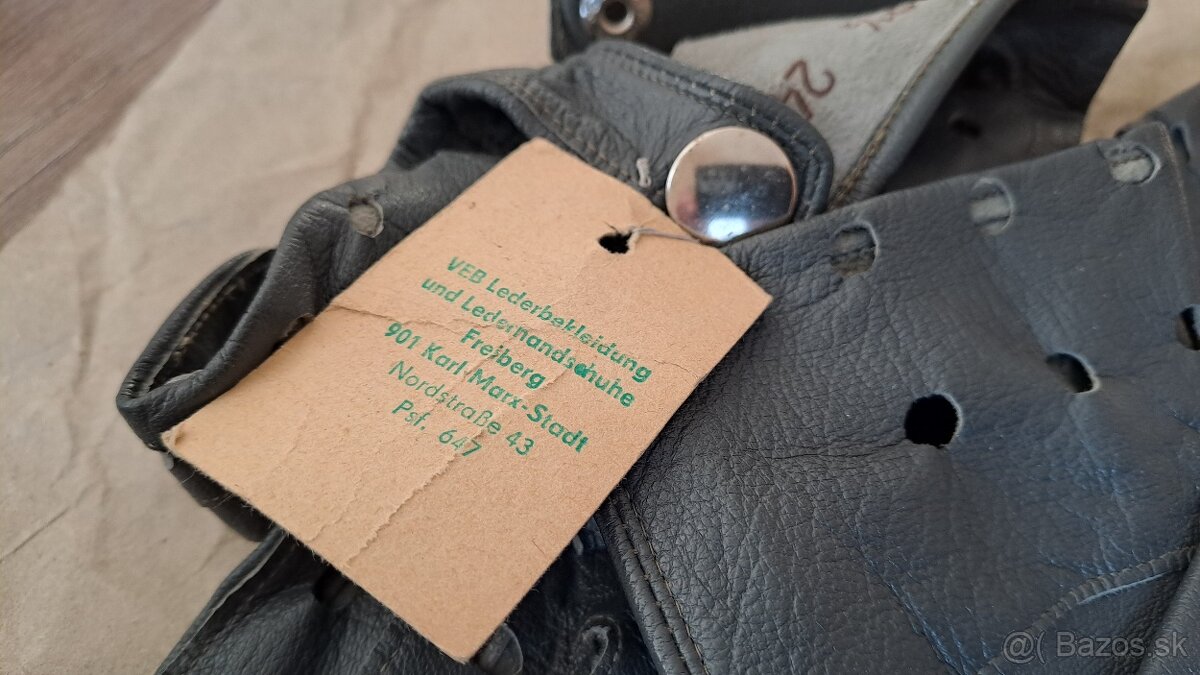 VEB Lederbekleidung
und Lederhandschuhe
Freiberg
901 Karl Marx-Stadt
Nordstraße 43
Psf. 647
@( Bazos.sk